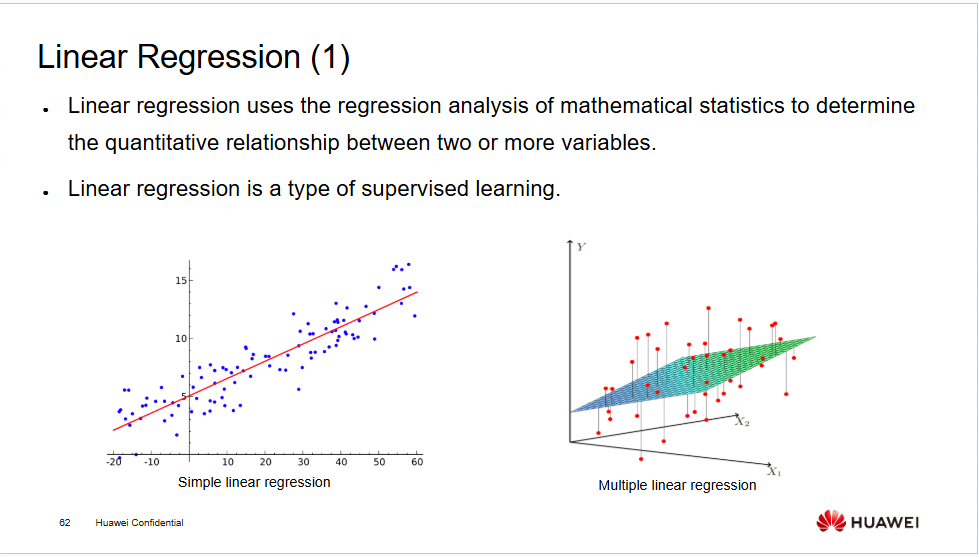 Linear Regression (1)
• Linear regression uses the regression analysis of mathematical statistics to determine
the quantitative relationship between two or more variables.
• Linear regression is a type of supervised learning.
15
10
5
-20 -10 10 20 30 40 50 60
Simple linear regression
Y
X₂
X₁
Multiple linear regression
62 Huawei Confidential
HUAWEI